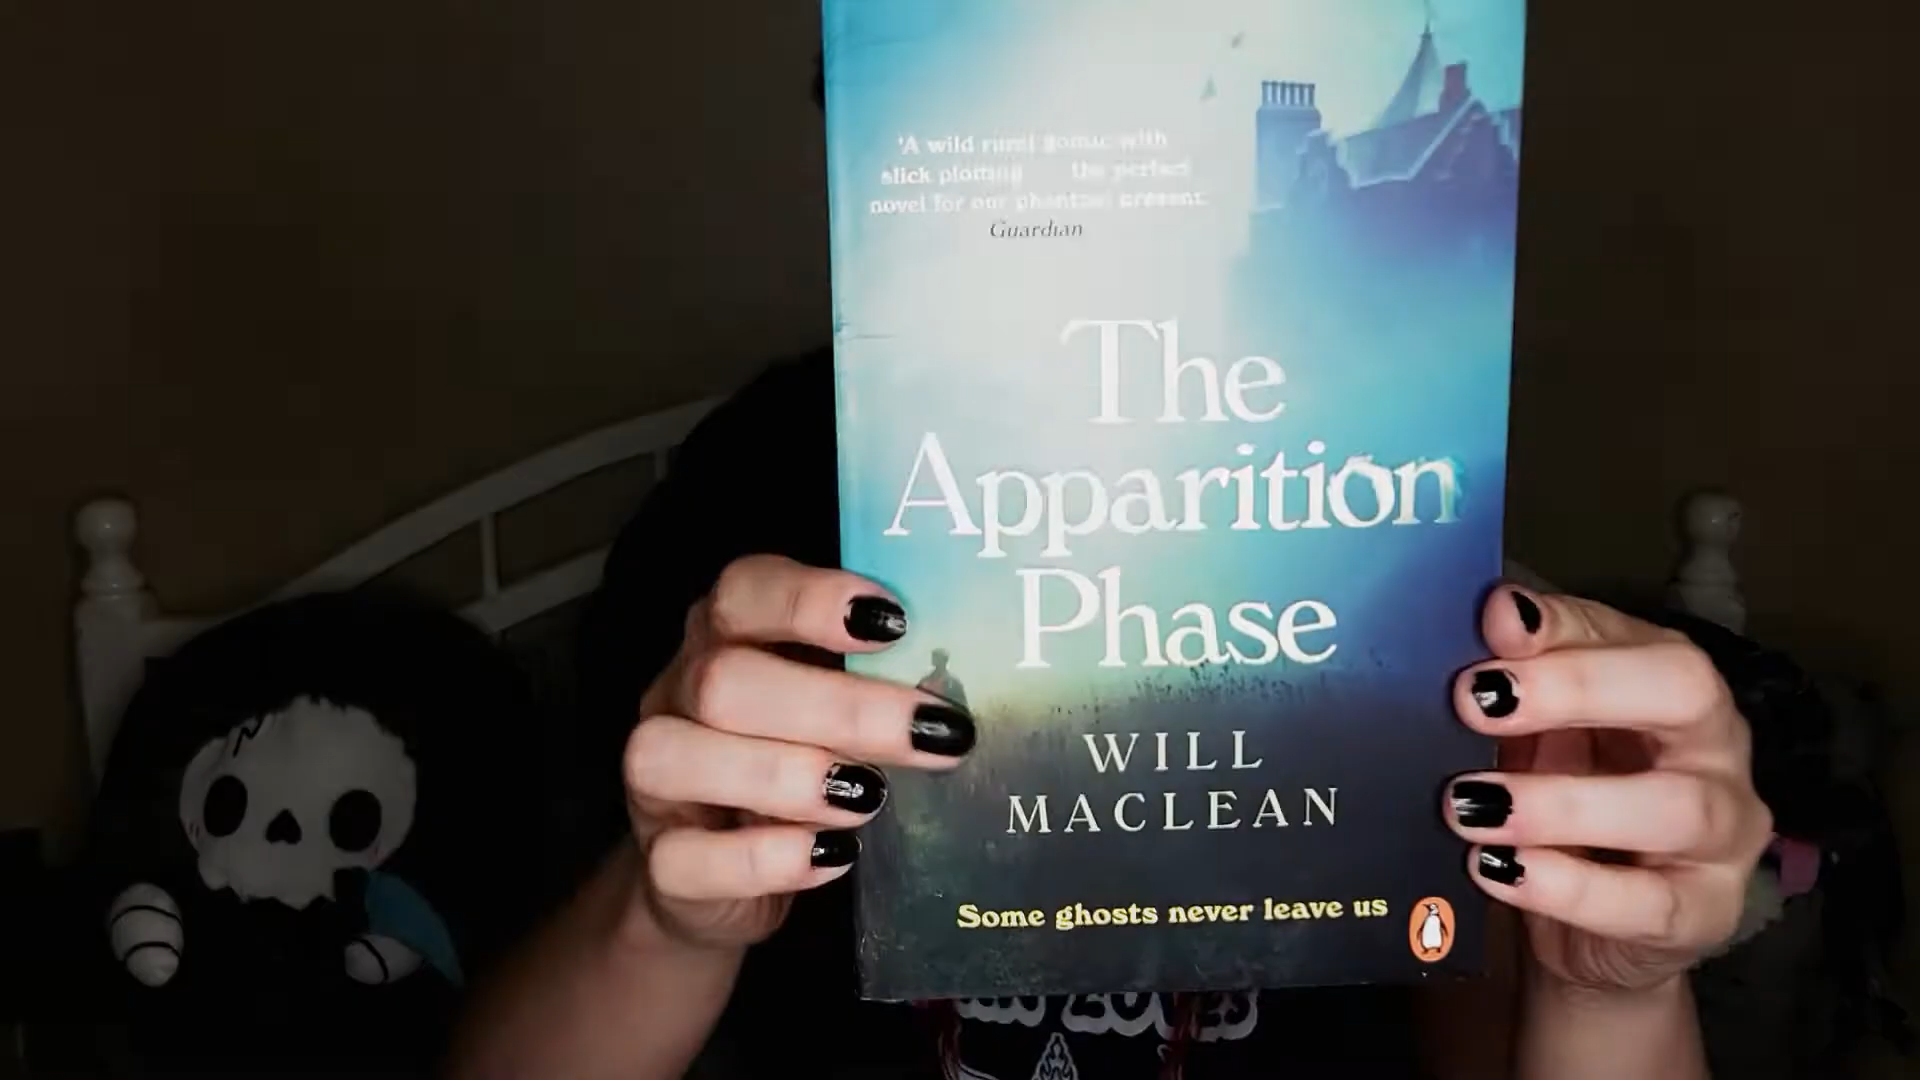 'A wild rural gothic with
slick plotting the perfect
novel for our phantasmal present.
Guardian
The
Apparition
Phase
WILL
MACLEAN
Some ghosts never leave us